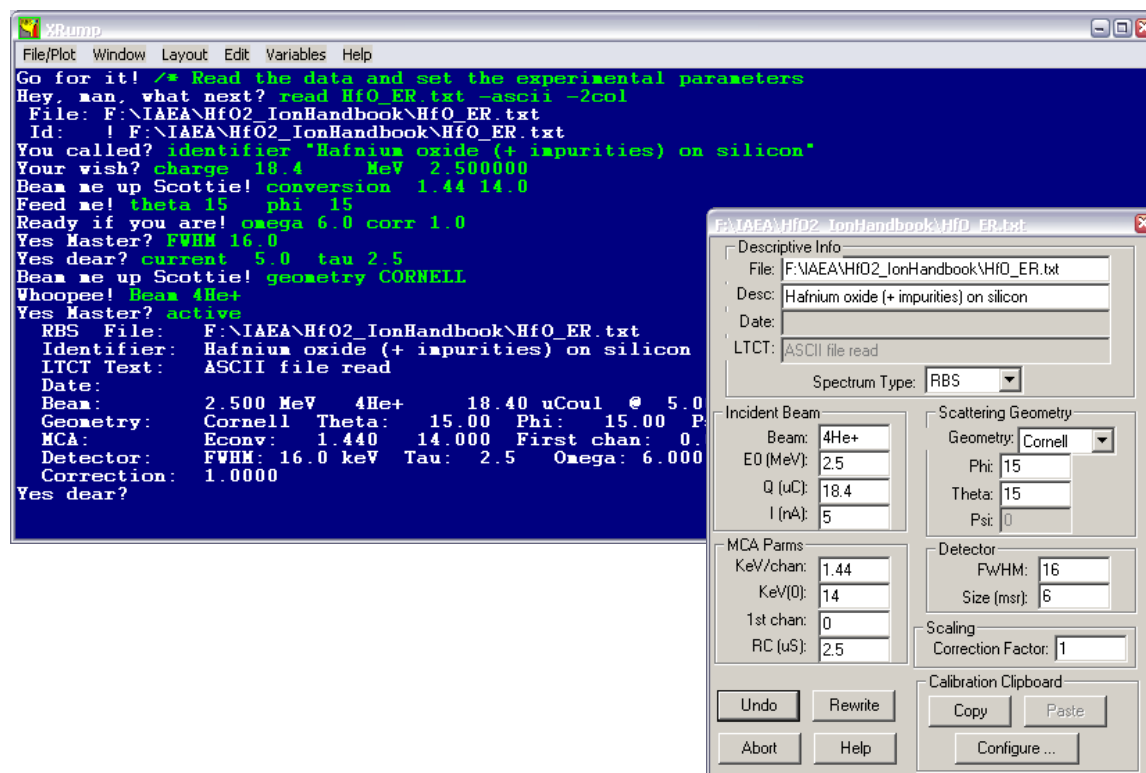 XRump
File/Plot Window Layout Edit Variables Help
Go for it! /* Read the data and set the experimental parameters
Hey, man, what next? read HfO_ER.txt -ascii -2col
File: F:\IAEA\HfO2_IonHandbook\HfO_ER.txt
Id: ! F:\IAEA\HfO2_IonHandbook\HfO_ER.txt
You called? identifier "Hafnium oxide (+ impurities) on silicon"
Your wish? charge 18.4 MeV 2.500000
Beam me up Scottie! conversion 1.44 14.0
Feed me! theta 15 phi 15
Ready if you are! omega 6.0 corr 1.0
Yes Master? FWHM 16.0
Yes dear? current 5.0 tau 2.5
Beam me up Scottie! geometry CORNELL
Whoopee! Beam 4He+
Yes Master? active
RBS File: F:\IAEA\HfO2_IonHandbook\HfO_ER.txt
Identifier: Hafnium oxide (+ impurities) on silicon
LTCT Text: ASCII file read
Date:
Beam: 2.500 MeV 4He+ 18.40 uCoul @ 5.0
Geometry: Cornell Theta: 15.00 Phi: 15.00 P
MCA: Econv: 1.440 14.000 First chan: 0.
Detector: FWHM: 16.0 keV Tau: 2.5 Omega: 6.000
Correction: 1.0000
Yes dear?
F:\IAEA\HfO2_IonHandbook\HfO_ER.txt
Descriptive Info
File: F:\IAEA\HfO2_IonHandbook\HfO_ER.txt
Desc: Hafnium oxide (+ impurities) on silicon
Date:
LTCT: ASCII file read
Spectrum Type: RBS
Incident Beam
Beam: 4He+
E0 (MeV): 2.5
Q (uC): 18.4
I (nA): 5
Scattering Geometry
Geometry: Cornell
Phi: 15
Theta: 15
Psi: 0
MCA Parms
KeV/chan: 1.44
KeV(0): 14
1st chan: 0
RC (uS): 2.5
Detector
FWHM: 16
Size (msr): 6
Scaling
Correction Factor: 1
Calibration Clipboard
Undo Rewrite Copy Paste
Abort Help Configure ...